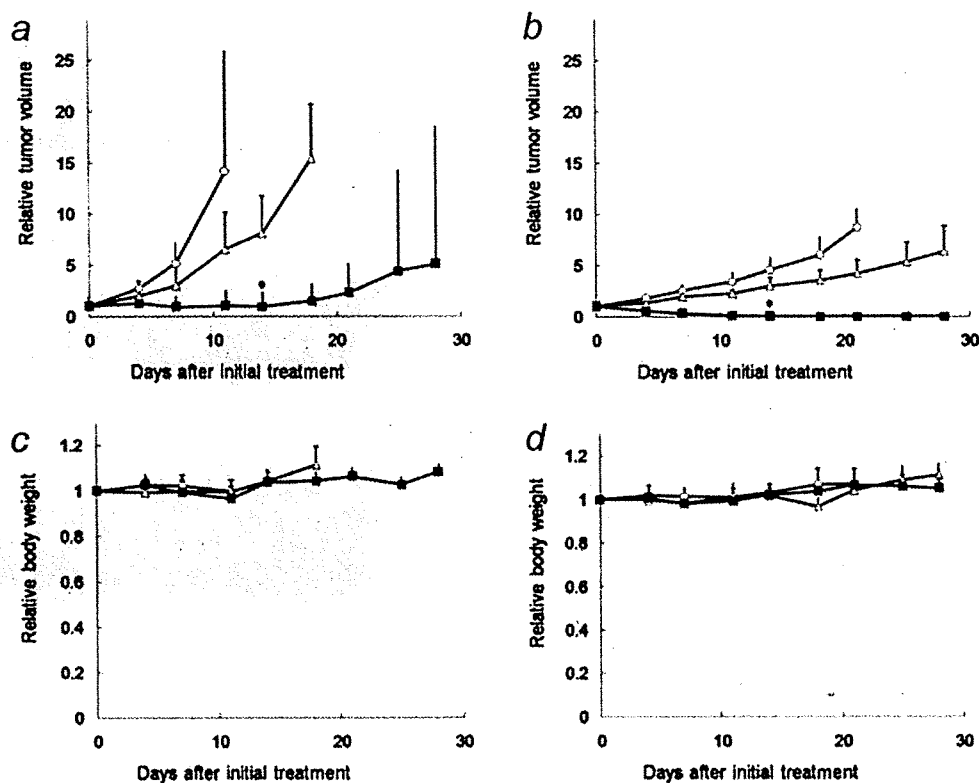 a
b
Relative tumor volume
25
20
15
10
5
0
0 10 20 30
Days after initial treatment
Relative tumor volume
25
20
15
10
5
0
0 10 20 30
Days after initial treatment
c
d
Relative body weight
1.2
1
0.8
0.6
0.4
0.2
0
0 10 20 30
Days after initial treatment
Relative body weight
1.2
1
0.8
0.6
0.4
0.2
0
0 10 20 30
Days after initial treatment